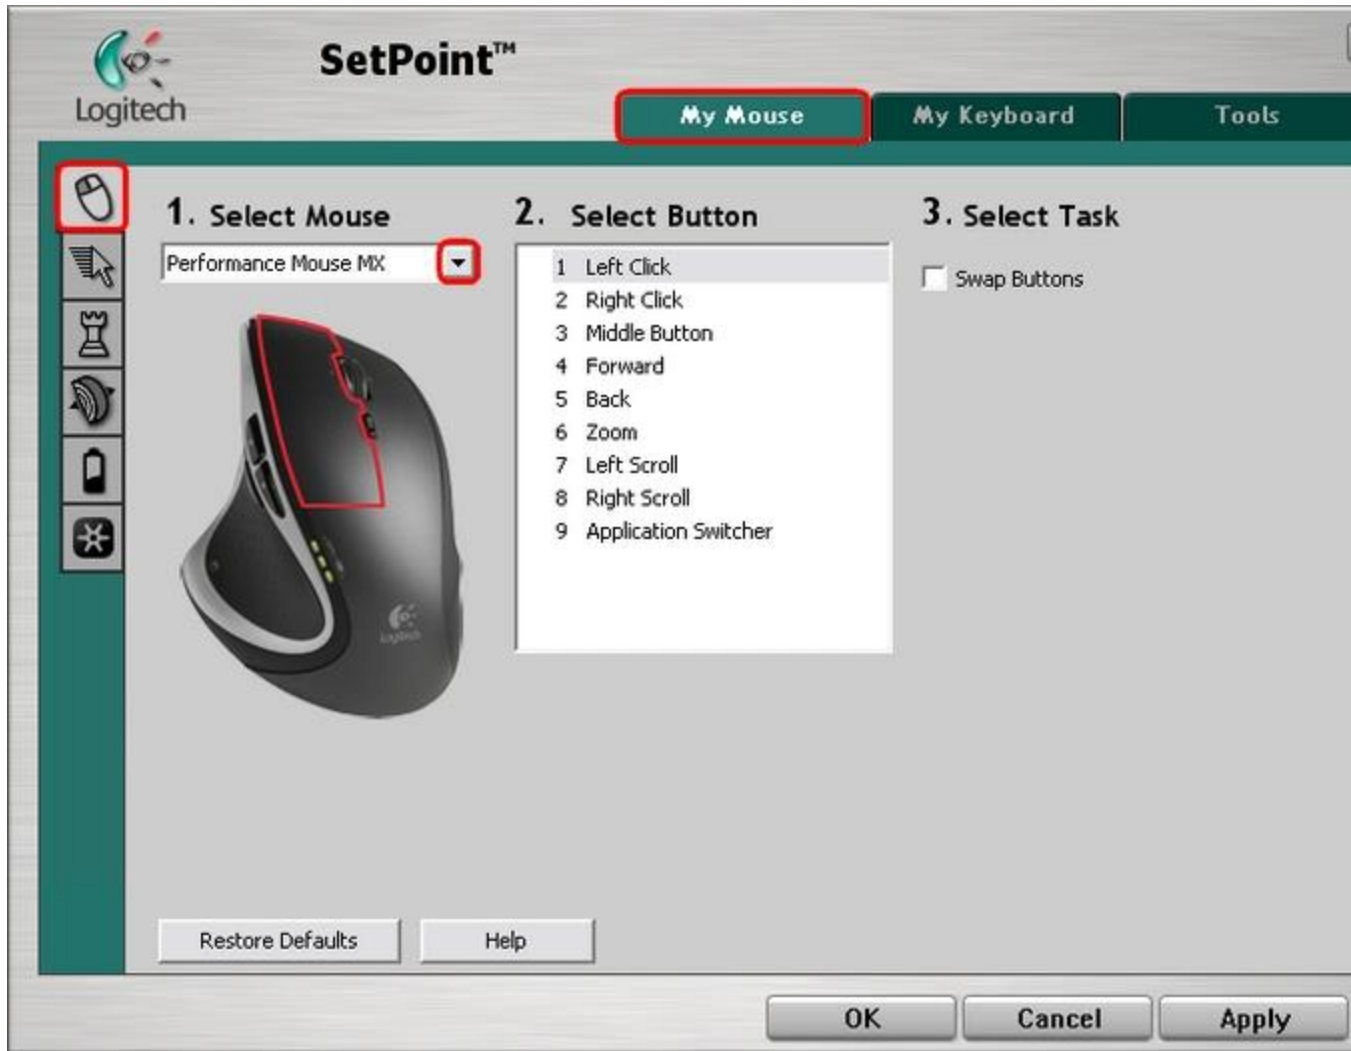 Logitech
SetPoint™
My Mouse
My Keyboard
Tools
1. Select Mouse
Performance Mouse MX
Logitech
2. Select Button
1 Left Click
2 Right Click
3 Middle Button
4 Forward
5 Back
6 Zoom
7 Left Scroll
8 Right Scroll
9 Application Switcher
3. Select Task
Swap Buttons
Restore Defaults
Help
OK
Cancel
Apply